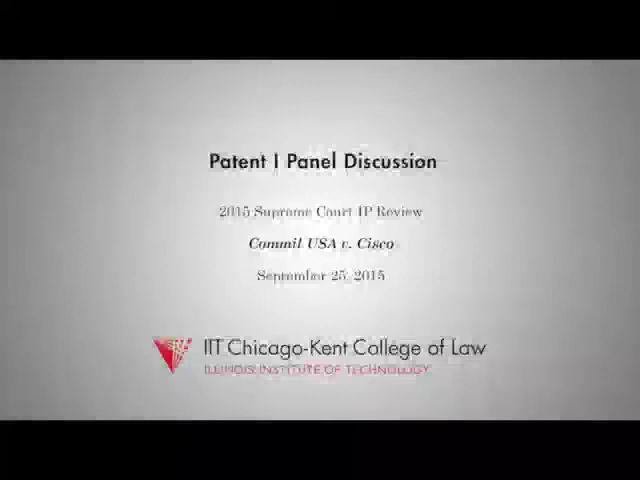 Patent I Panel Discussion
2015 Supreme Court IP Review
Commil USA v. Cisco
September 25, 2015
IIT Chicago-Kent College of Law
ILLINOIS INSTITUTE OF TECHNOLOGY